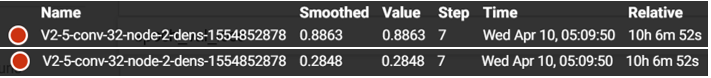 Name Smoothed Value Step Time Relative
V2-5-conv-32-node-2-dens-1554852878 0.8863 0.8863 7 Wed Apr 10, 05:09:50 10h 6m 52s
V2-5-conv-32-node-2-dens-1554852878 0.2848 0.2848 7 Wed Apr 10, 05:09:50 10h 6m 52s